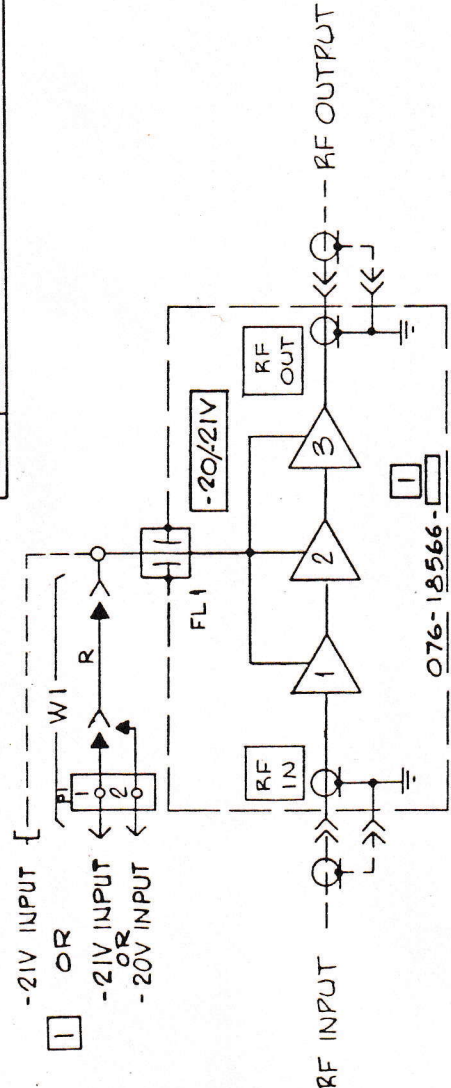 -21V INPUT
OR
1
-21V INPUT
OR
-20V INPUT
W1
P1
1
2
R
FL1
-20/-21V
RF INPUT
RF
IN
1
2
3
RF
OUT
RF OUTPUT
1
076-18566-